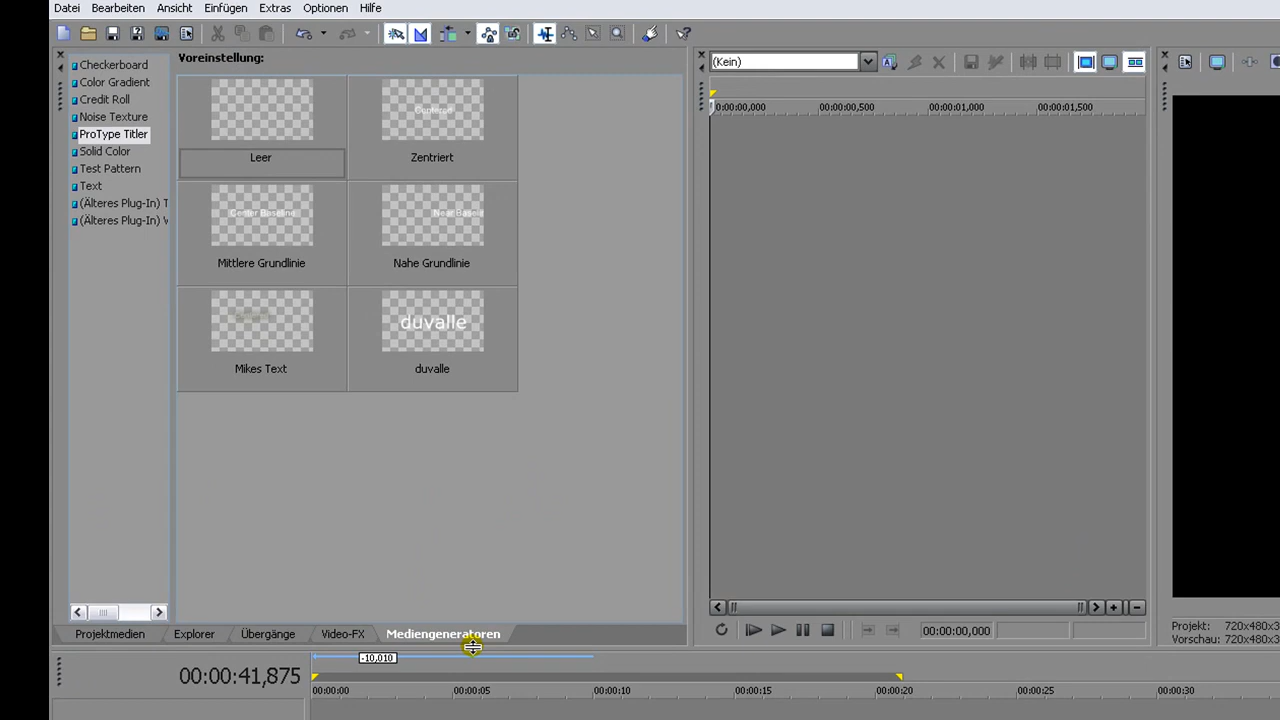 Datei Bearbeiten Ansicht Einfügen Extras Optionen Hilfe
Voreinstellung:
Checkerboard
Color Gradient
Credit Roll
Noise Texture
ProType Titler
Solid Color
Test Pattern
Text
(Älteres Plug-In) T
(Älteres Plug-In) V
Leer
Centered
Zentriert
Center Baseline
Mittlere Grundlinie
Near Basele
Nahe Grundlinie
Mikes Text
duvalle
duvalle
(Kein)
0:00:00,000 00:00:00,500 00:00:01,000 00:00:01,500
00:00:00,000
Projekt: 720x480x3
Vorschau: 720x480x3
Projektmedien Explorer Übergänge Video-FX Mediengeneratoren
-10,010
00:00:41,875
00:00:00 00:00:05 00:00:10 00:00:15 00:00:20 00:00:25 00:00:30